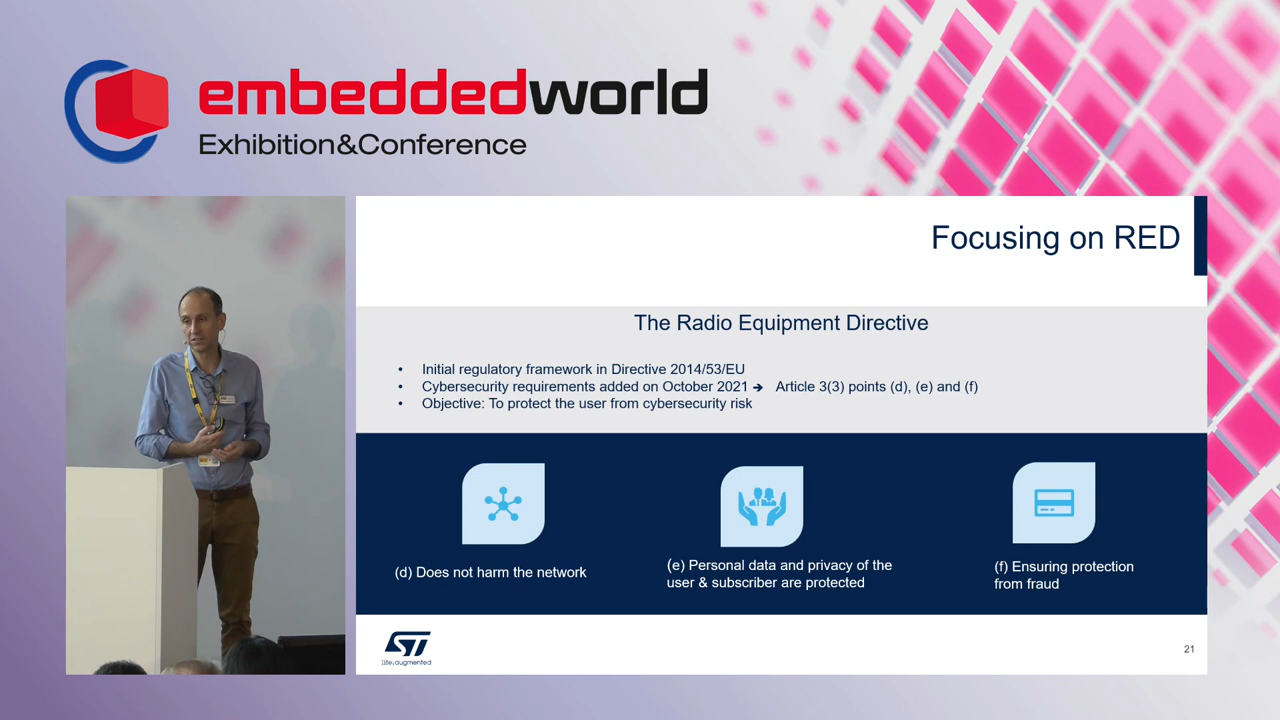 embeddedworld
Exhibition&Conference
Focusing on RED
The Radio Equipment Directive
• Initial regulatory framework in Directive 2014/53/EU
• Cybersecurity requirements added on October 2021 ➔ Article 3(3) points (d), (e) and (f)
• Objective: To protect the user from cybersecurity risk
(d) Does not harm the network
(e) Personal data and privacy of the
user & subscriber are protected
(f) Ensuring protection
from fraud
ST
life.augmented
21